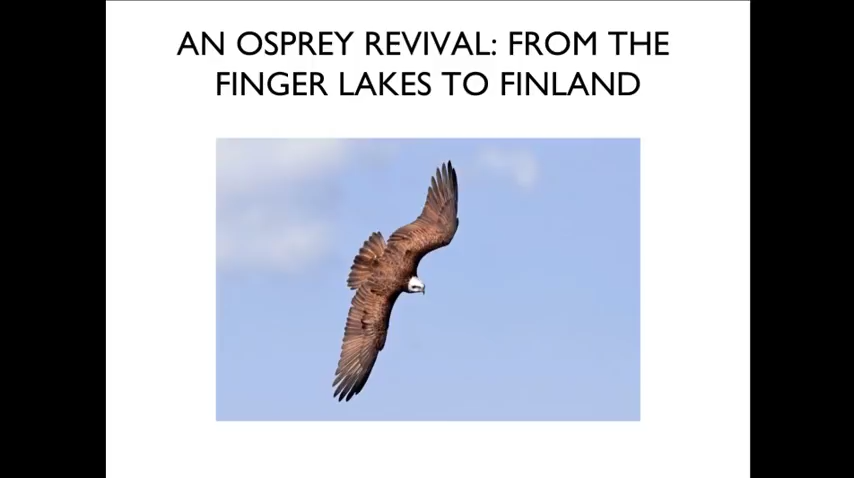 AN OSPREY REVIVAL: FROM THE
FINGER LAKES TO FINLAND